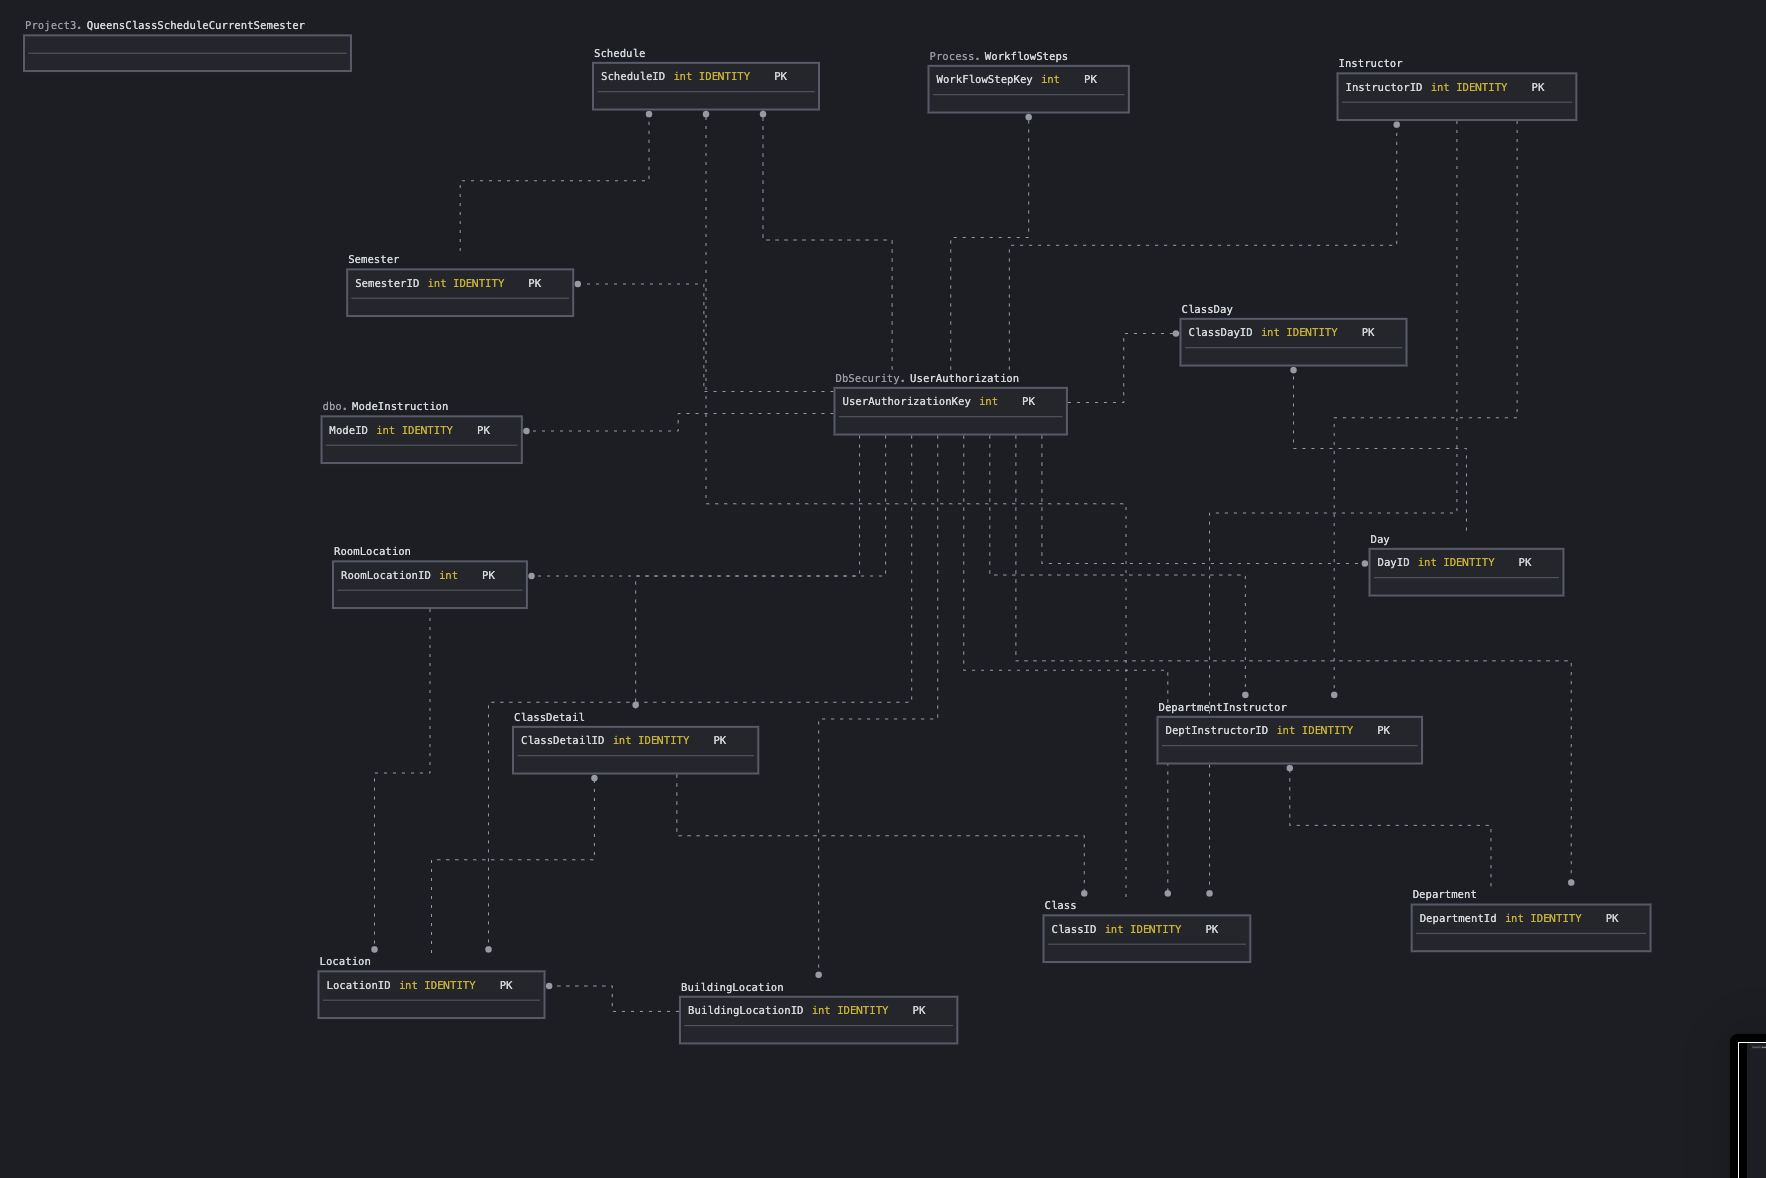 Project3. QueensClassScheduleCurrentSemester
Schedule
ScheduleID int IDENTITY PK
Process. WorkflowSteps
WorkFlowStepKey int PK
Instructor
InstructorID int IDENTITY PK
Semester
SemesterID int IDENTITY PK
ClassDay
ClassDayID int IDENTITY PK
DbSecurity. UserAuthorization
UserAuthorizationKey int PK
dbo. ModeInstruction
ModeID int IDENTITY PK
RoomLocation
RoomLocationID int PK
Day
DayID int IDENTITY PK
ClassDetail
ClassDetailID int IDENTITY PK
DepartmentInstructor
DeptInstructorID int IDENTITY PK
Class
ClassID int IDENTITY PK
Department
DepartmentId int IDENTITY PK
Location
LocationID int IDENTITY PK
BuildingLocation
BuildingLocationID int IDENTITY PK